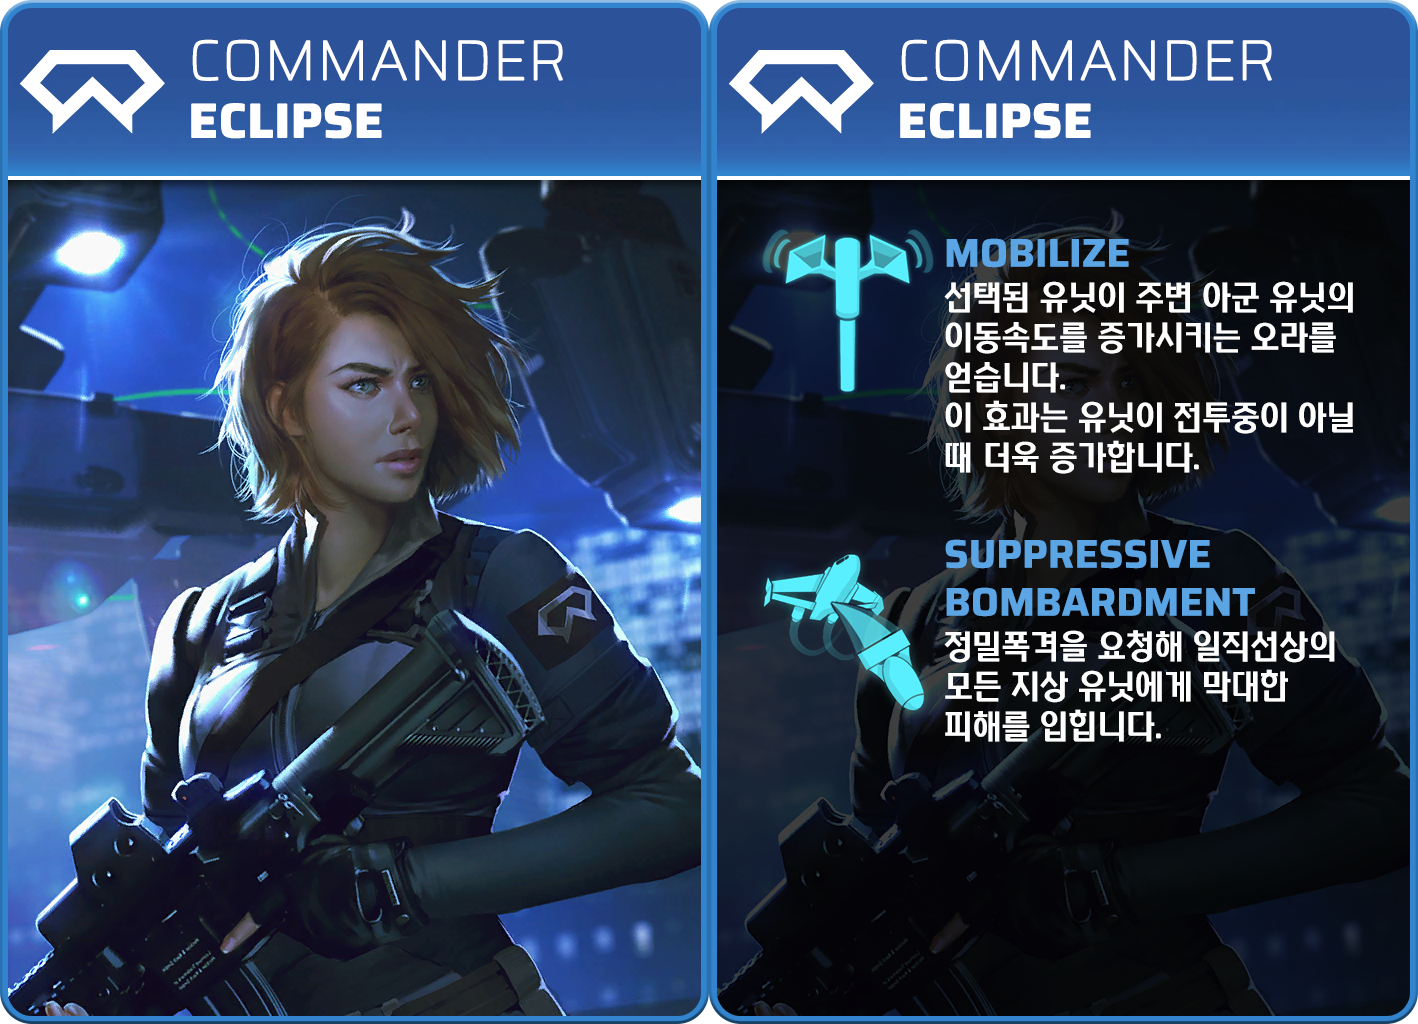 COMMANDER
ECLIPSE
COMMANDER
ECLIPSE
MOBILIZE
선택된 유닛이 주변 아군 유닛의
이동속도를 증가시키는 오라를
얻습니다.
이 효과는 유닛이 전투중이 아닐
때 더욱 증가합니다.
SUPPRESSIVE
BOMBARDMENT
정밀폭격을 요청해 일직선상의
모든 지상 유닛에게 막대한
피해를 입힙니다.